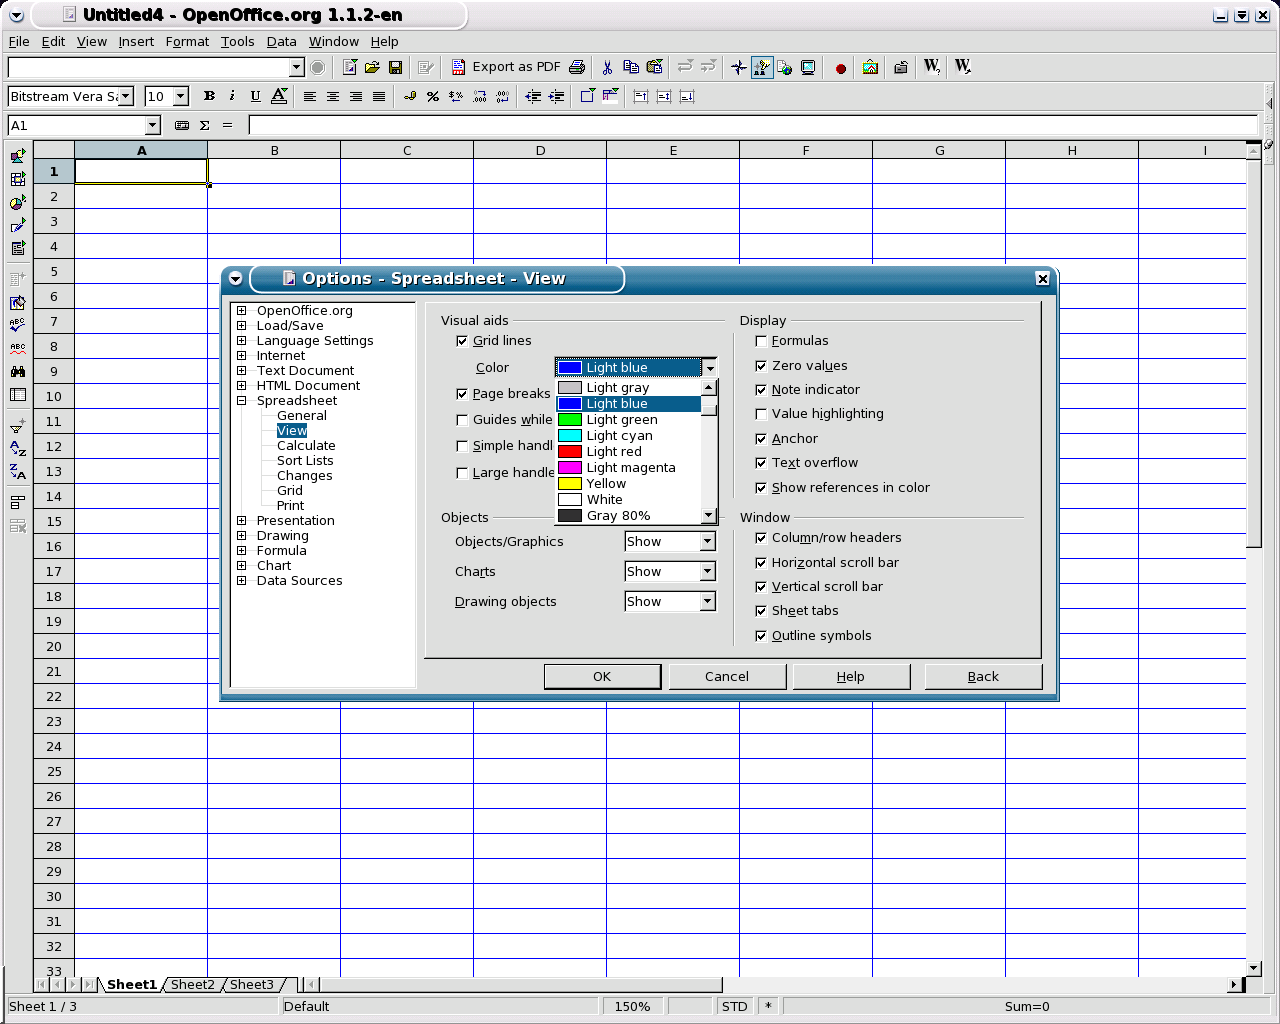 Untitled4 - OpenOffice.org 1.1.2-en
File Edit View Insert Format Tools Data Window Help
Export as PDF
Bitstream Vera Sa 10
A1
A B C D E F G H I
1
2
3
4
5
6
7
8
9
10
11
12
13
14
15
16
17
18
19
20
21
22
23
24
25
26
27
28
29
30
31
32
33
Options - Spreadsheet - View
OpenOffice.org
Load/Save
Language Settings
Internet
Text Document
HTML Document
Spreadsheet
General
View
Calculate
Sort Lists
Changes
Grid
Print
Presentation
Drawing
Formula
Chart
Data Sources
Visual aids
Grid lines
Color Light blue
Page breaks
Guides while
Simple handl
Large handle
Light gray
Light blue
Light green
Light cyan
Light red
Light magenta
Yellow
White
Gray 80%
Objects
Objects/Graphics Show
Charts Show
Drawing objects Show
Display
Formulas
Zero values
Note indicator
Value highlighting
Anchor
Text overflow
Show references in color
Window
Column/row headers
Horizontal scroll bar
Vertical scroll bar
Sheet tabs
Outline symbols
OK Cancel Help Back
Sheet1 Sheet2 Sheet3
Sheet 1 / 3 Default 150% STD * Sum=0